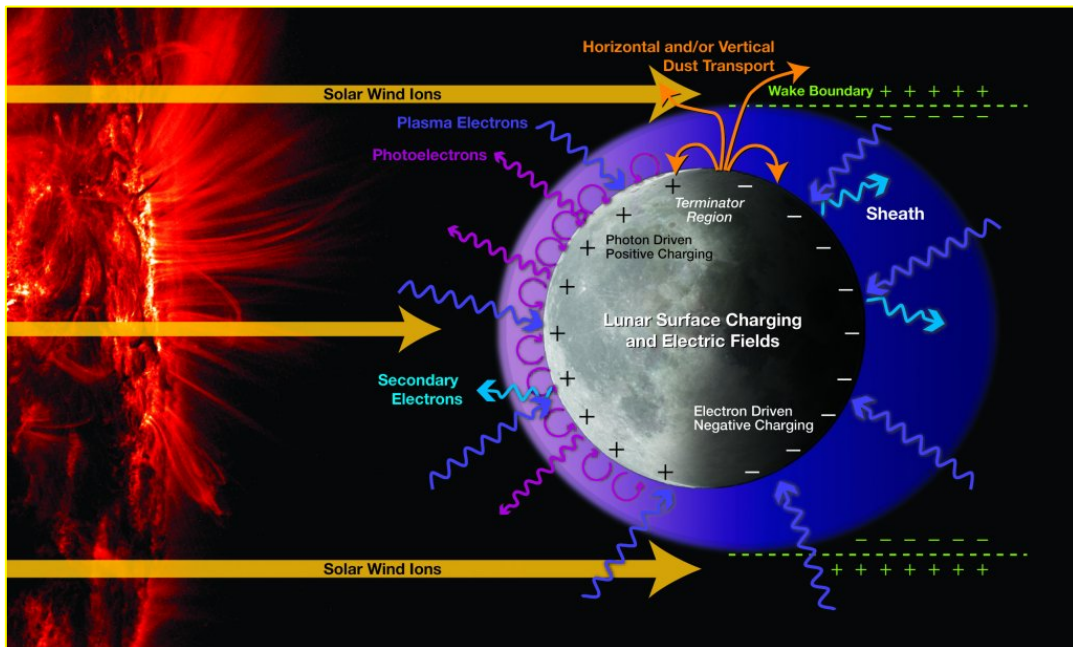 Horizontal and/or Vertical
Dust Transport
Solar Wind Ions
Wake Boundary
+ + + + +
− − − − −
Plasma Electrons
Photoelectrons
Terminator
Region
Sheath
Photon Driven
Positive Charging
Lunar Surface Charging
and Electric Fields
Secondary
Electrons
Electron Driven
Negative Charging
− − − − − −
+ + + + + + +
Solar Wind Ions